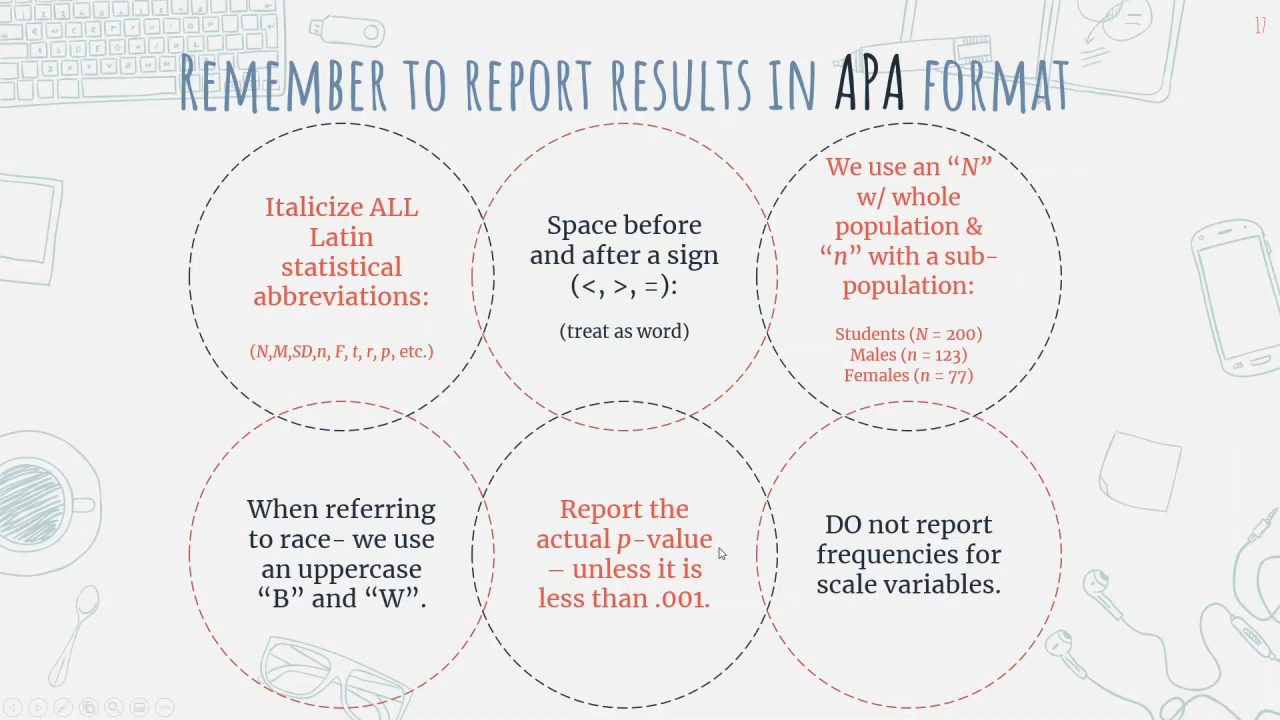 17
REMEMBER TO REPORT RESULTS IN APA FORMAT
Italicize ALL
Latin
statistical
abbreviations:
(N,M,SD,n, F, t, r, p, etc.)
Space before
and after a sign
(<, >, =):
(treat as word)
We use an “N”
w/ whole
population &
“n” with a sub-
population:
Students (N = 200)
Males (n = 123)
Females (n = 77)
When referring
to race- we use
an uppercase
“B” and “W”.
Report the
actual p-value
– unless it is
less than .001.
DO not report
frequencies for
scale variables.